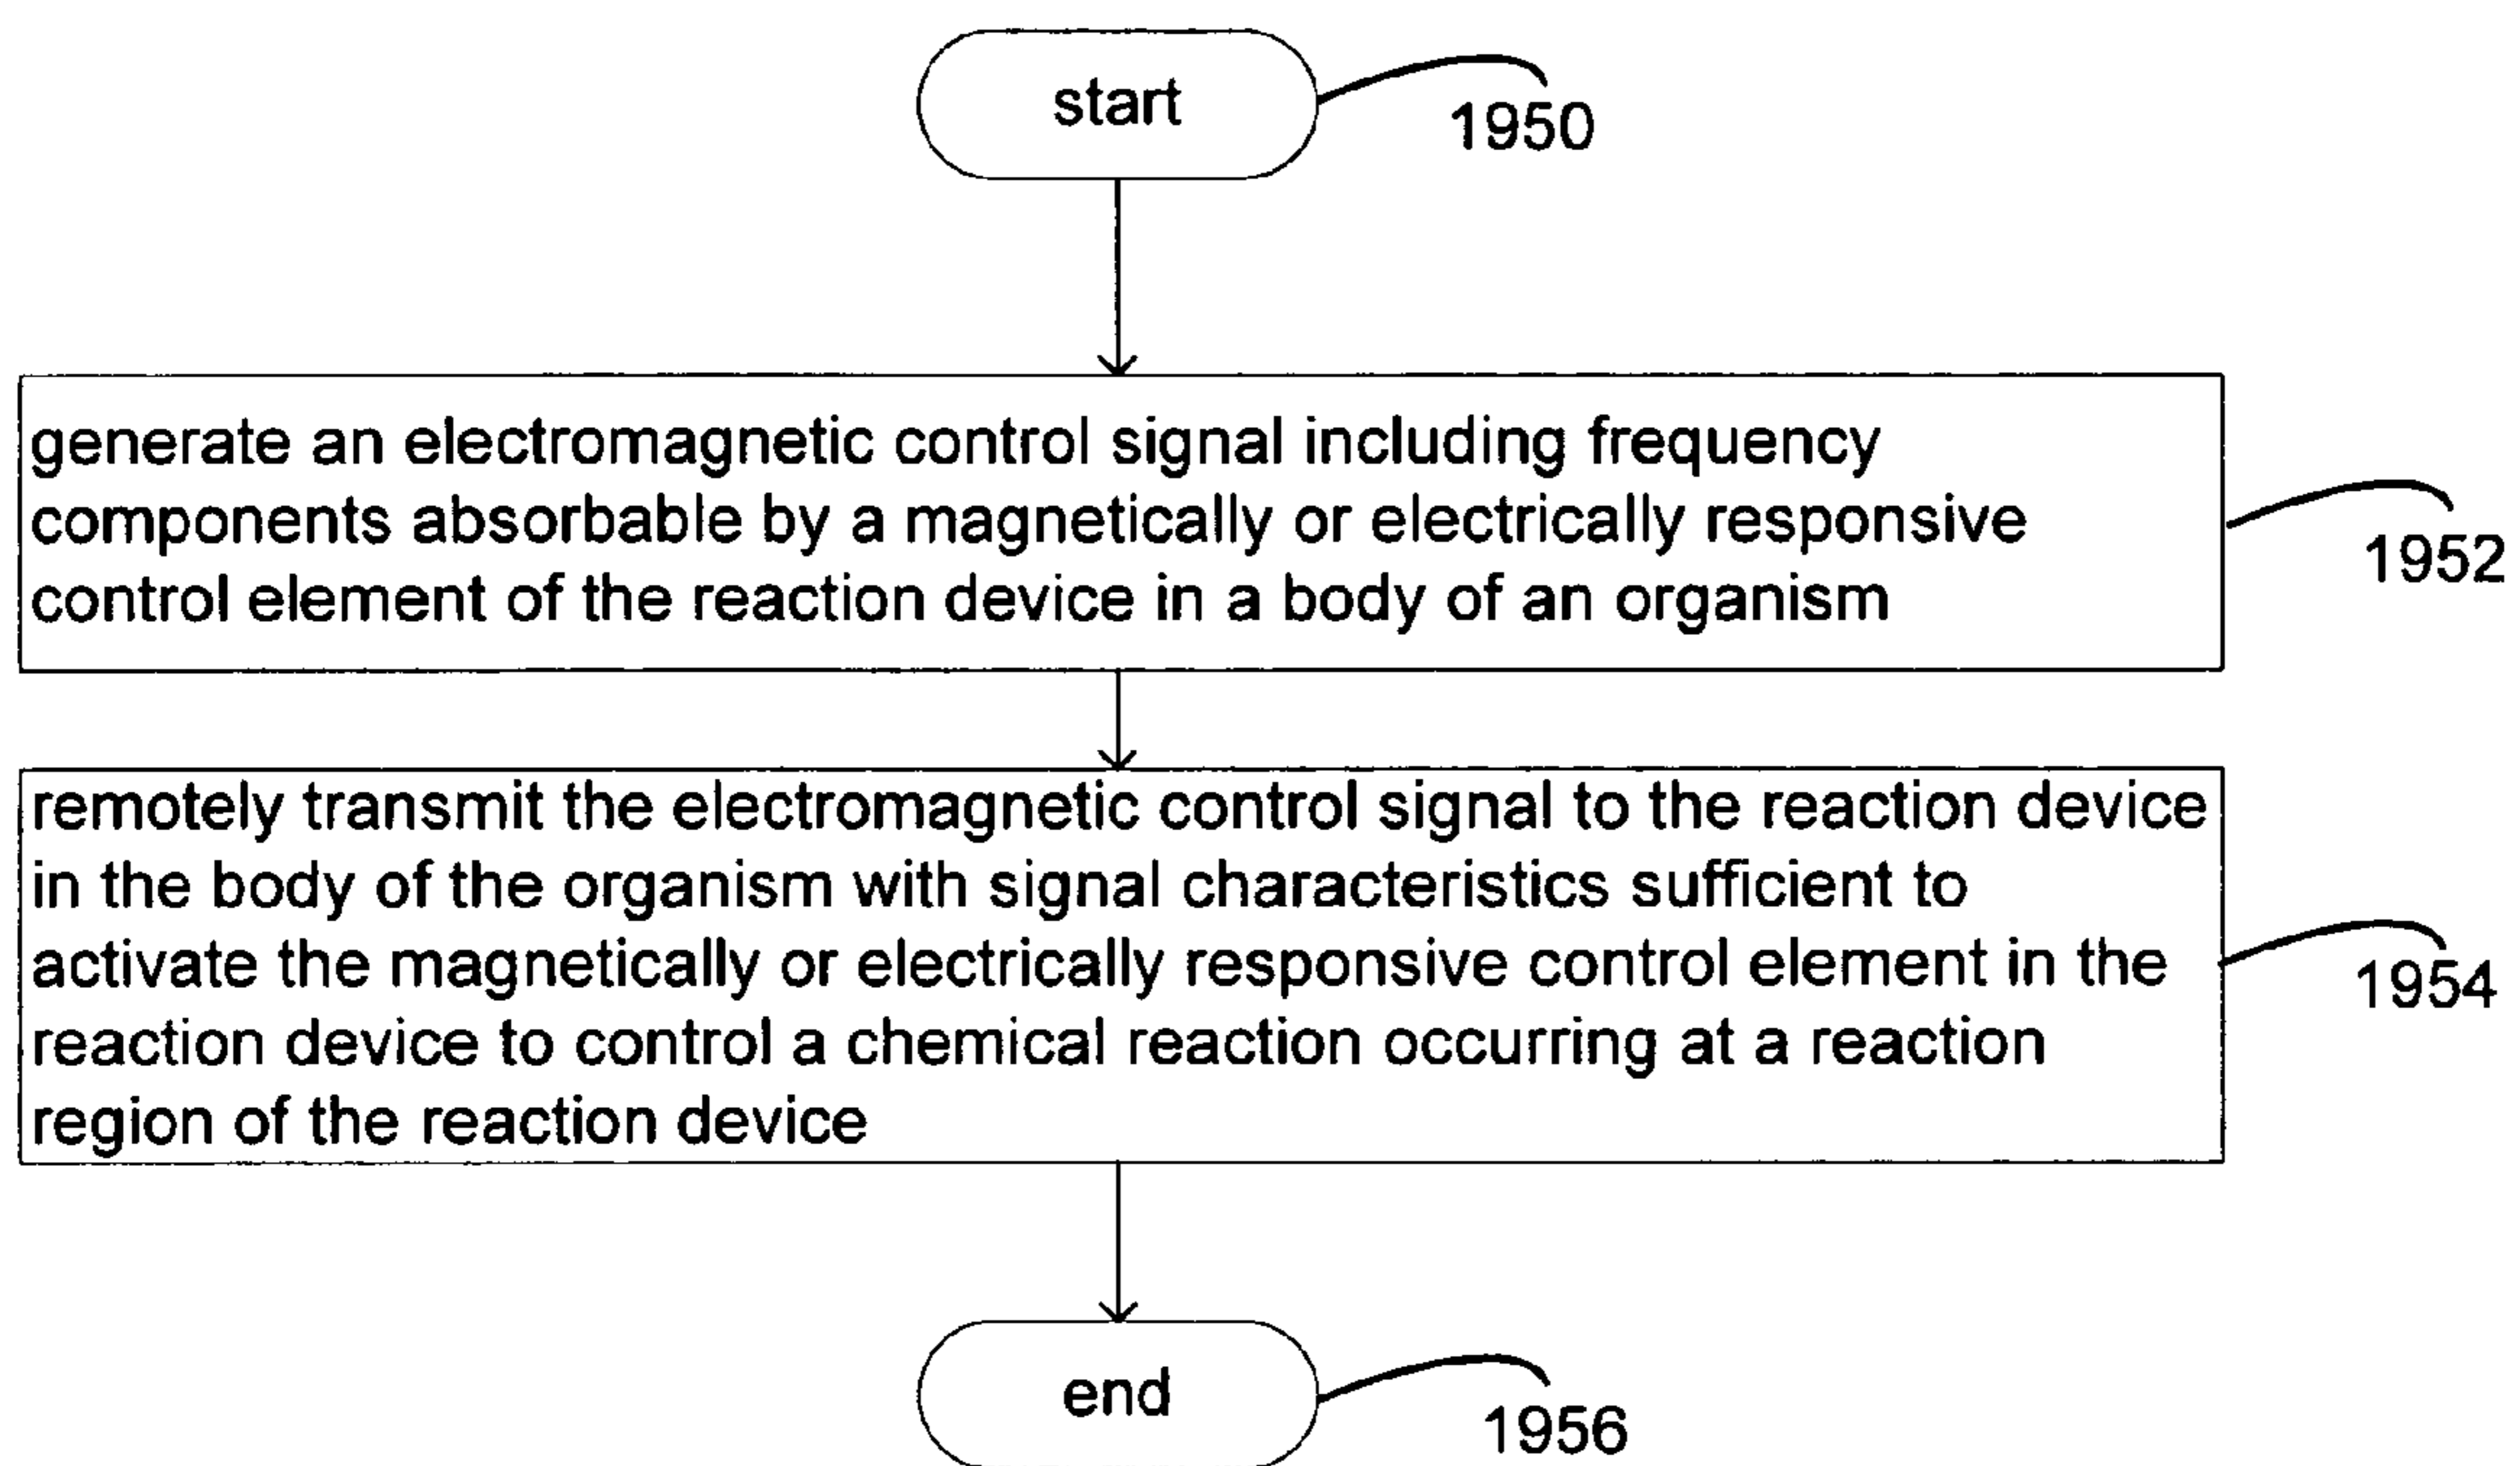 start
1950
generate an electromagnetic control signal including frequency
components absorbable by a magnetically or electrically responsive
control element of the reaction device in a body of an organism
1952
remotely transmit the electromagnetic control signal to the reaction device
in the body of the organism with signal characteristics sufficient to
activate the magnetically or electrically responsive control element in the
reaction device to control a chemical reaction occurring at a reaction
region of the reaction device
1954
end
1956